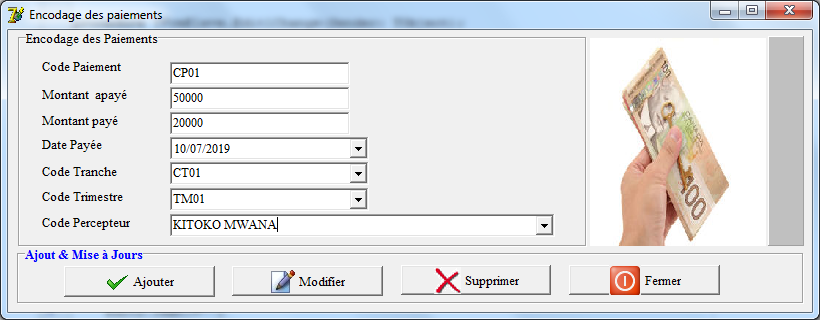 Encodage des paiements
Encodage des Paiements
Code Paiement CP01
Montant apayé 50000
Montant payé 20000
Date Payée 10/07/2019
Code Tranche CT01
Code Trimestre TM01
Code Percepteur KITOKO MWANA
100
Ajout & Mise à Jours
Ajouter Modifier Supprimer Fermer